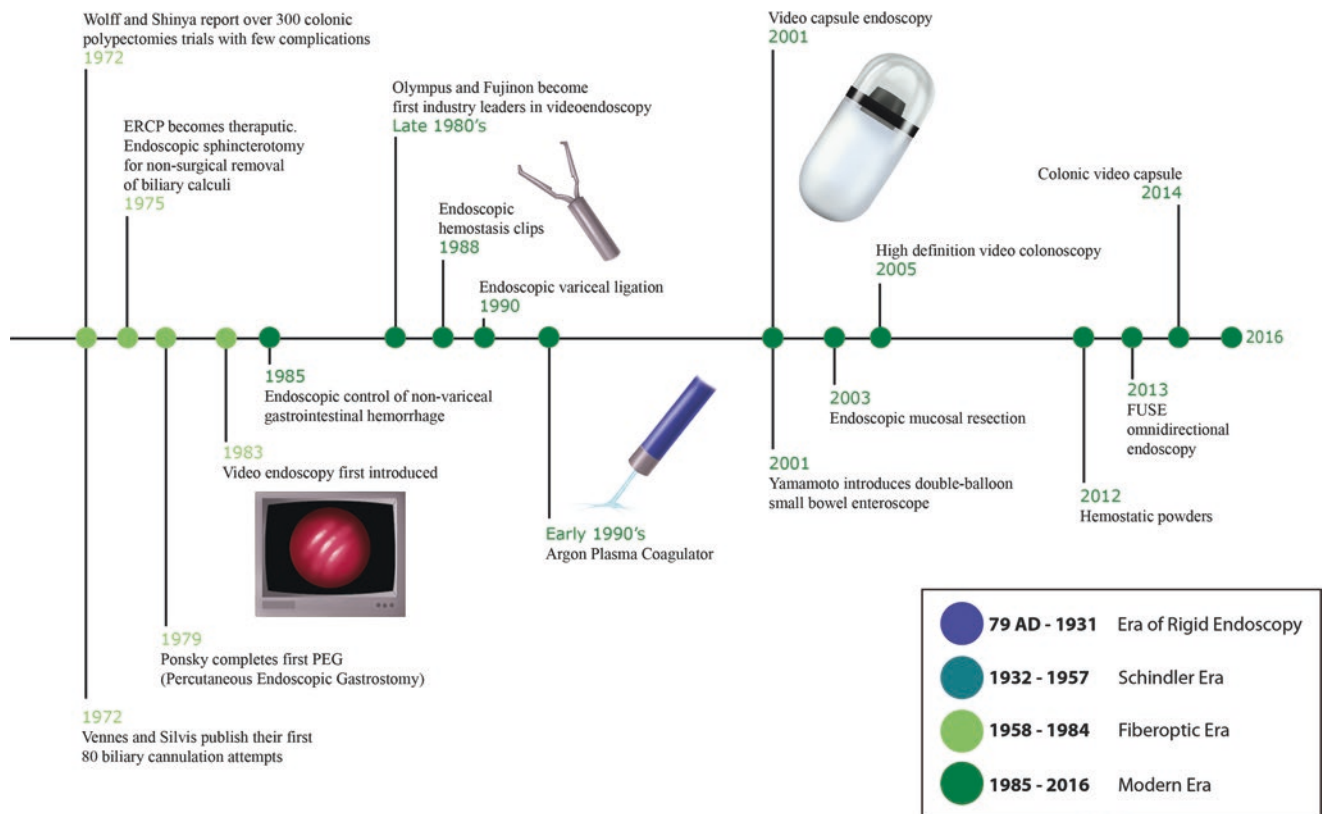 Wolff and Shinya report over 300 colonic
polypectomies trials with few complications
1972
ERCP becomes theraputic.
Endoscopic sphincterotomy
for non-surgical removal
of biliary calculi
1975
Olympus and Fujinon become
first industry leaders in videoendoscopy
Late 1980's
Endoscopic
hemostasis clips
1988
Endoscopic variceal ligation
1990
Video capsule endoscopy
2001
High definition video colonoscopy
2005
Colonic video capsule
2014
2016
1985
Endoscopic control of non-variceal
gastrointestinal hemorrhage
1983
Video endoscopy first introduced
1979
Ponsky completes first PEG
(Percutaneous Endoscopic Gastrostomy)
1972
Vennes and Silvis publish their first
80 biliary cannulation attempts
Early 1990's
Argon Plasma Coagulator
2001
Yamamoto introduces double-balloon
small bowel enteroscope
2003
Endoscopic mucosal resection
2012
Hemostatic powders
2013
FUSE
omnidirectional
endoscopy
79 AD - 1931 Era of Rigid Endoscopy
1932 - 1957 Schindler Era
1958 - 1984 Fiberoptic Era
1985 - 2016 Modern Era